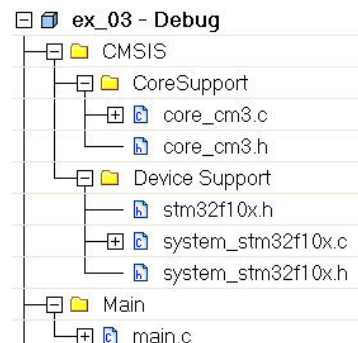 ex_03 - Debug
CMSIS
CoreSupport
core_cm3.c
core_cm3.h
Device Support
stm32f10x.h
system_stm32f10x.c
system_stm32f10x.h
Main
main.c